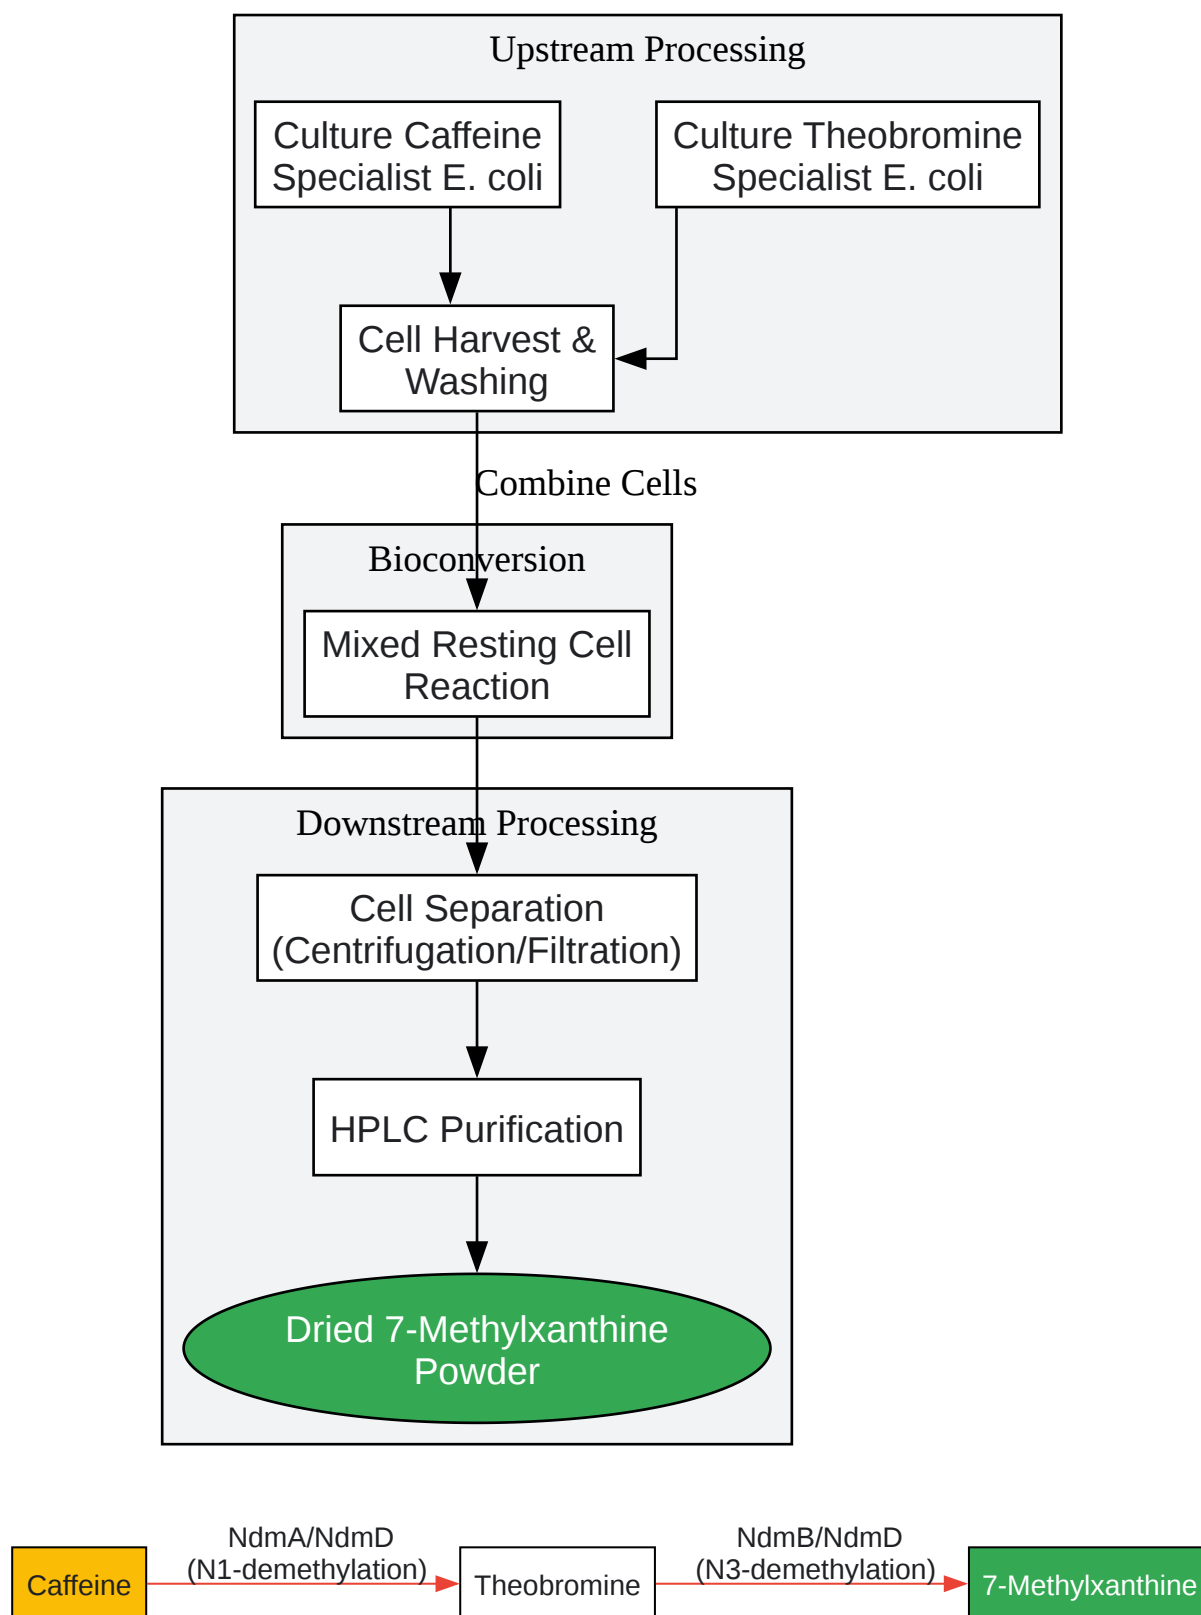 Upstream Processing
Culture Caffeine
Specialist E. coli
Culture Theobromine
Specialist E. coli
Cell Harvest &
Washing
Combine Cells
Bioconversion
Mixed Resting Cell
Reaction
Downstream Processing
Cell Separation
(Centrifugation/Filtration)
HPLC Purification
Dried 7-Methylxanthine
Powder
NdmA/NdmD
(N1-demethylation)
NdmB/NdmD
(N3-demethylation)
Caffeine
Theobromine
7-Methylxanthine